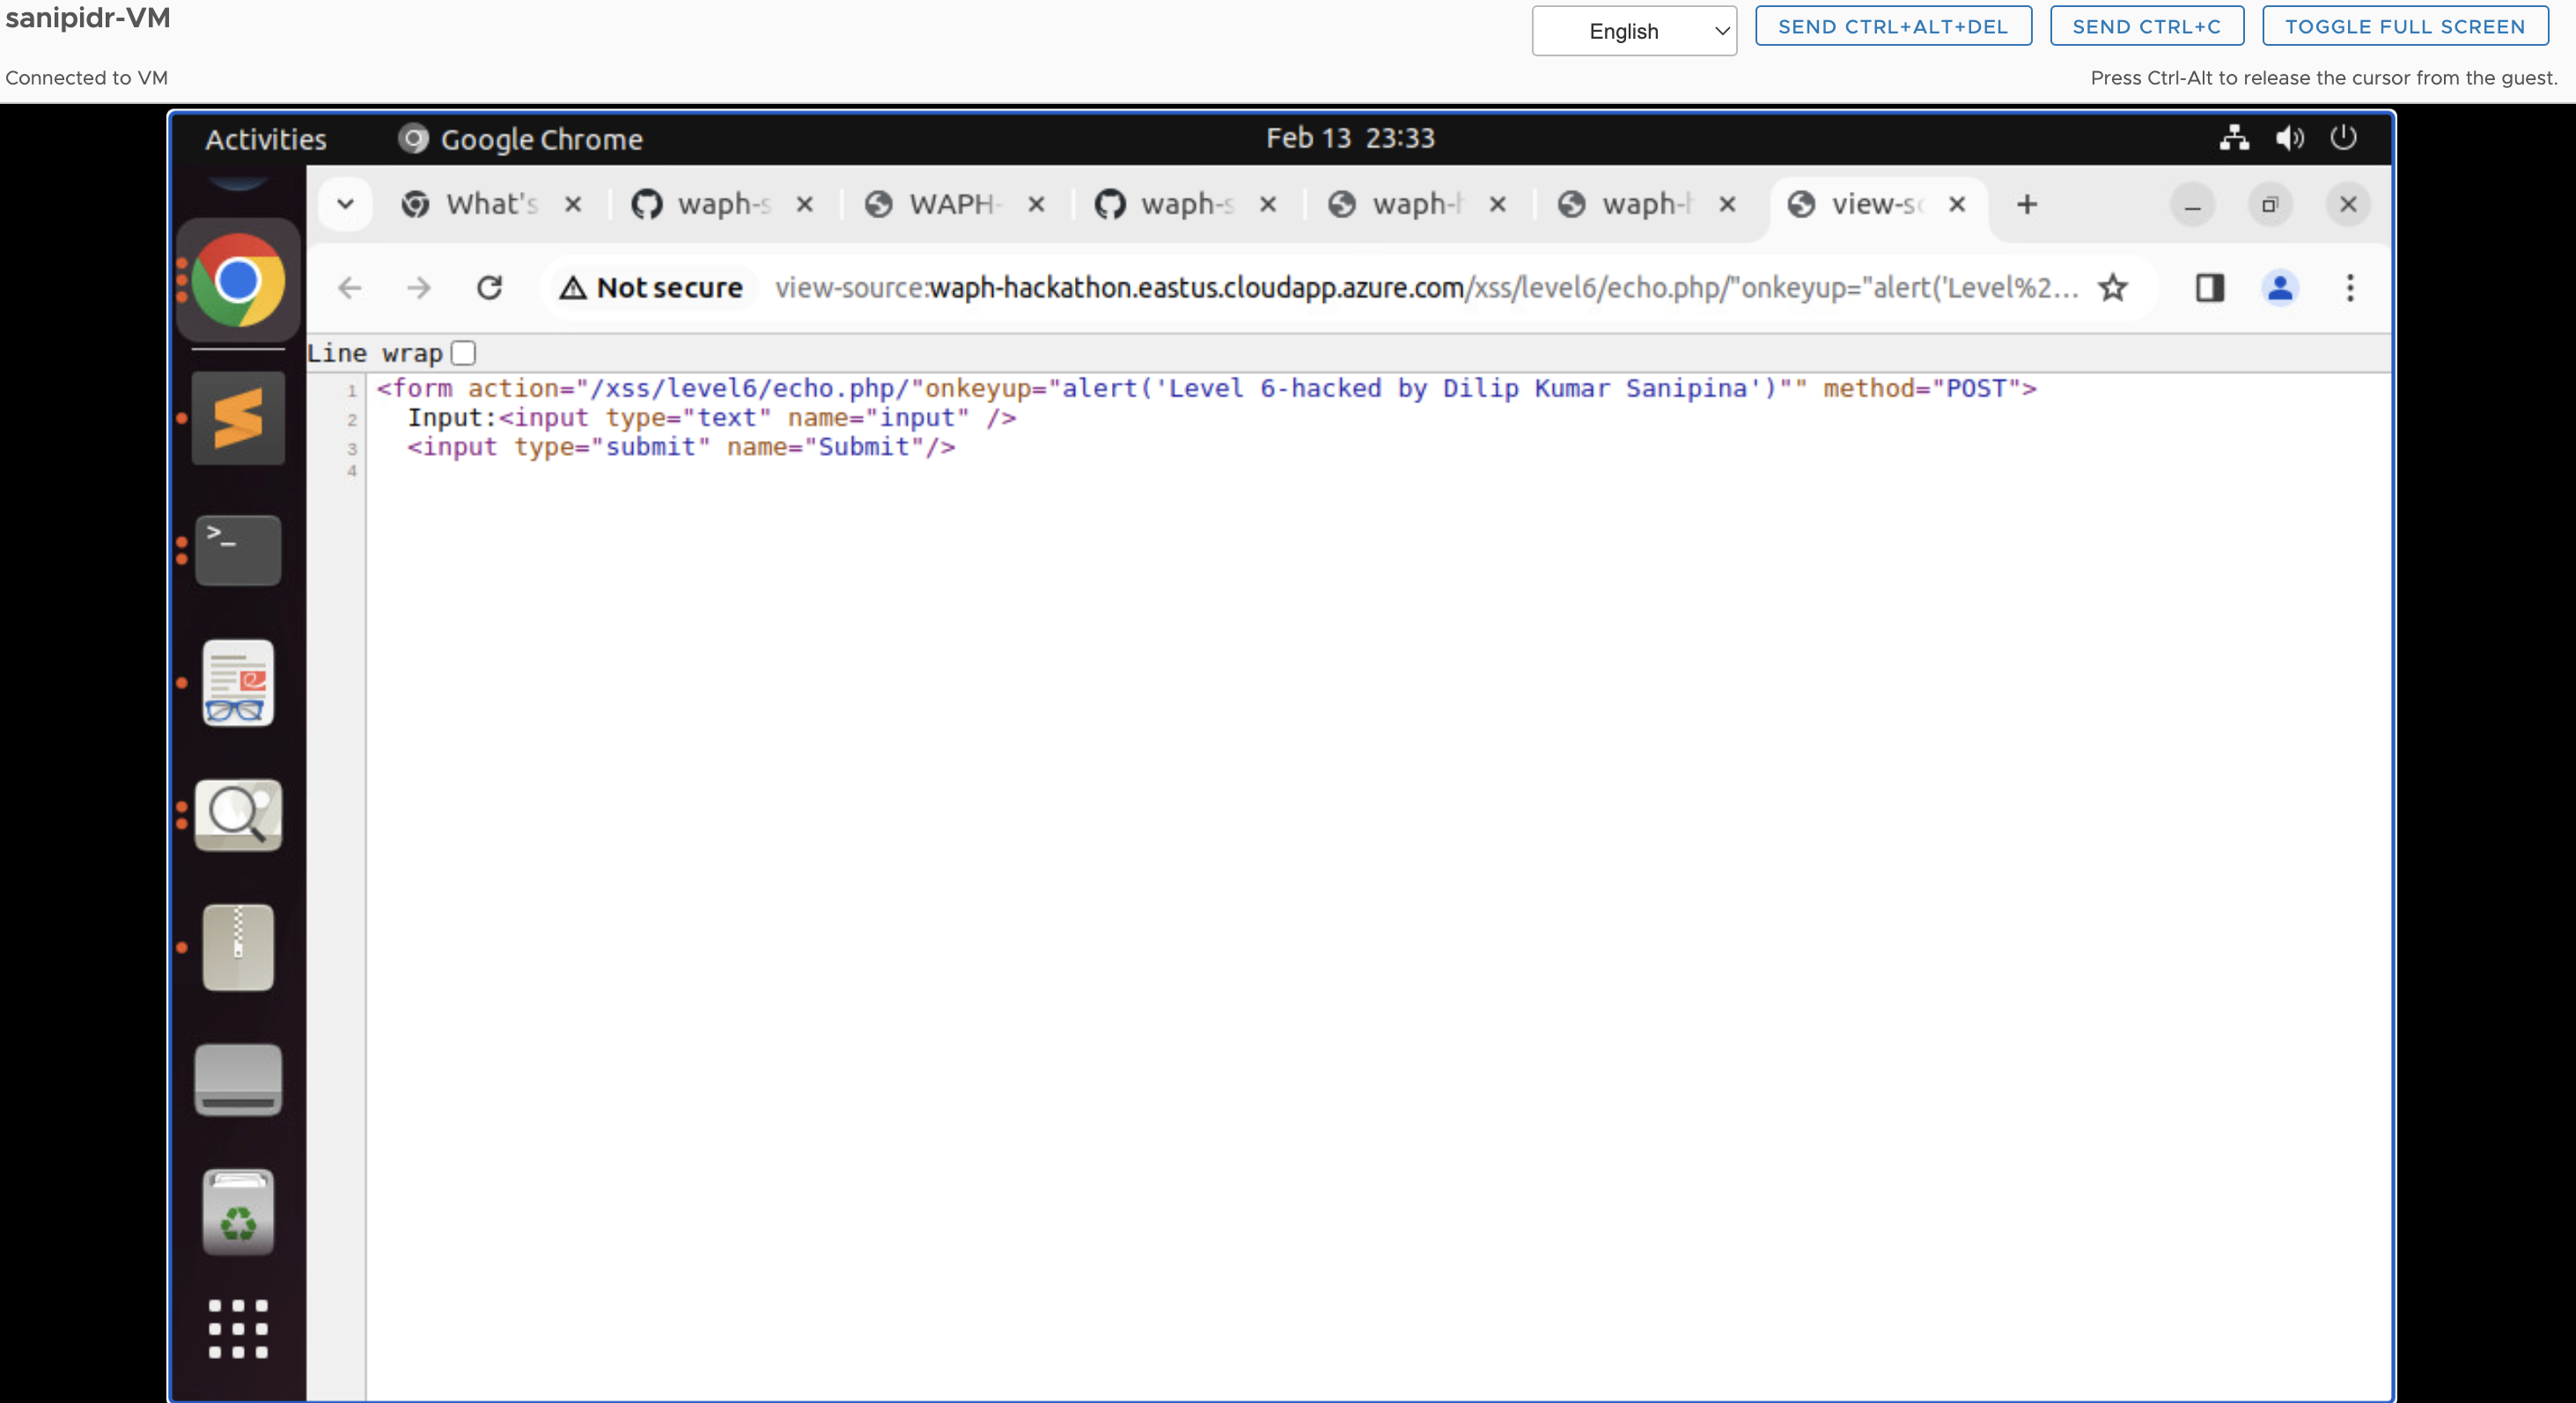 sanipidr-VM
English
SEND CTRL+ALT+DEL
SEND CTRL+C
TOGGLE FULL SCREEN
Connected to VM
Press Ctrl-Alt to release the cursor from the guest.
Activities
Google Chrome
Feb 13 23:33
What's
waph-s
WAPH-
waph-s
waph-h
waph-h
view-so
Not secure
view-source:waph-hackathon.eastus.cloudapp.azure.com/xss/level6/echo.php/"onkeyup="alert('Level%2...
Line wrap
1 <form action="/xss/level6/echo.php/"onkeyup="alert('Level 6-hacked by Dilip Kumar Sanipina')"" method="POST">
2 Input:<input type="text" name="input" />
3 <input type="submit" name="Submit"/>
4